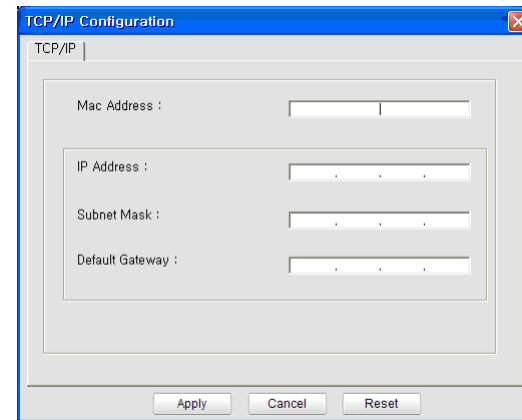 TCP/IP Configuration
TCP/IP
Mac Address :
IP Address :
. . .
Subnet Mask :
. . .
Default Gateway :
. . .
Apply Cancel Reset